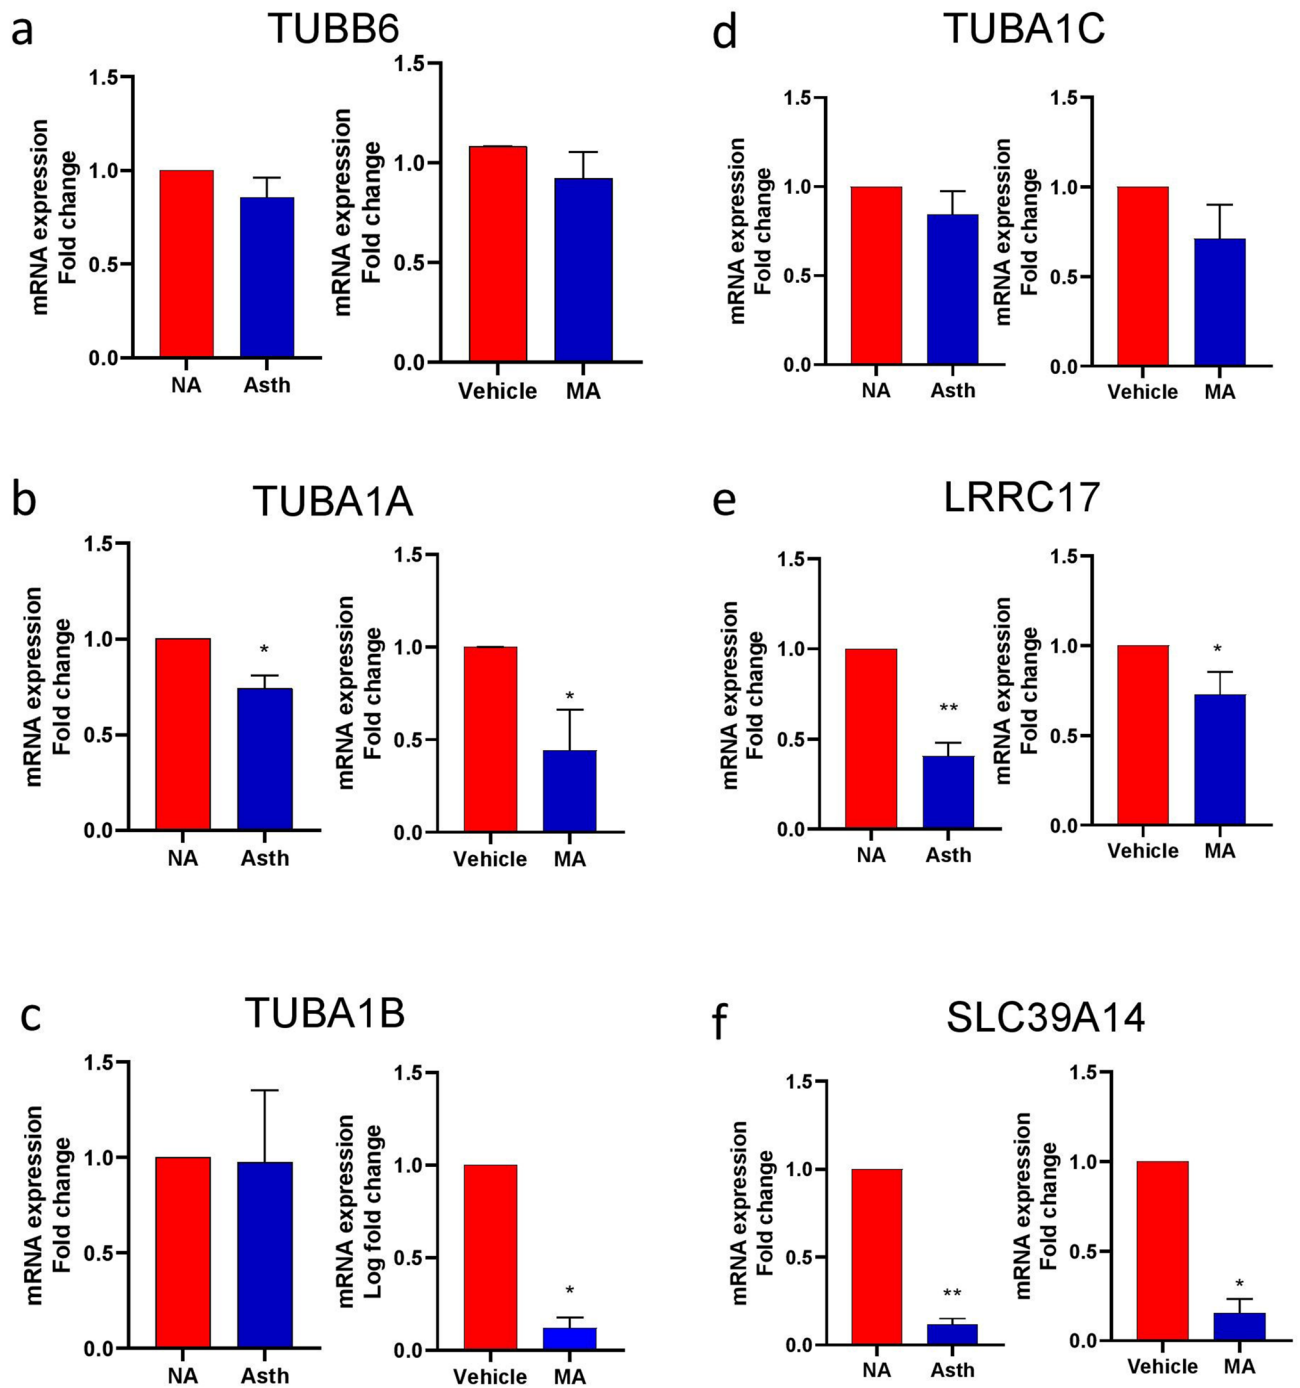 a
TUBB6
mRNA expression
Fold change
1.5
1.0
0.5
0.0
NA Asth
mRNA expression
Fold change
1.5
1.0
0.5
0.0
Vehicle MA
b
TUBA1A
mRNA expression
Fold change
1.5
1.0
0.5
0.0
*
NA Asth
mRNA expression
Fold change
1.5
1.0
0.5
0.0
*
Vehicle MA
c
TUBA1B
mRNA expression
Fold change
1.5
1.0
0.5
0.0
NA Asth
mRNA expression
Log fold change
1.5
1.0
0.5
0.0
*
Vehicle MA
d
TUBA1C
mRNA expression
Fold change
1.5
1.0
0.5
0.0
NA Asth
mRNA expression
Fold change
1.5
1.0
0.5
0.0
Vehicle MA
e
LRRC17
mRNA expression
Fold change
1.5
1.0
0.5
0.0
**
NA Asth
mRNA expression
Fold change
1.5
1.0
0.5
0.0
*
Vehicle MA
f
SLC39A14
mRNA expression
Fold change
1.5
1.0
0.5
0.0
**
NA Asth
mRNA expression
Fold change
1.5
1.0
0.5
0.0
*
Vehicle MA